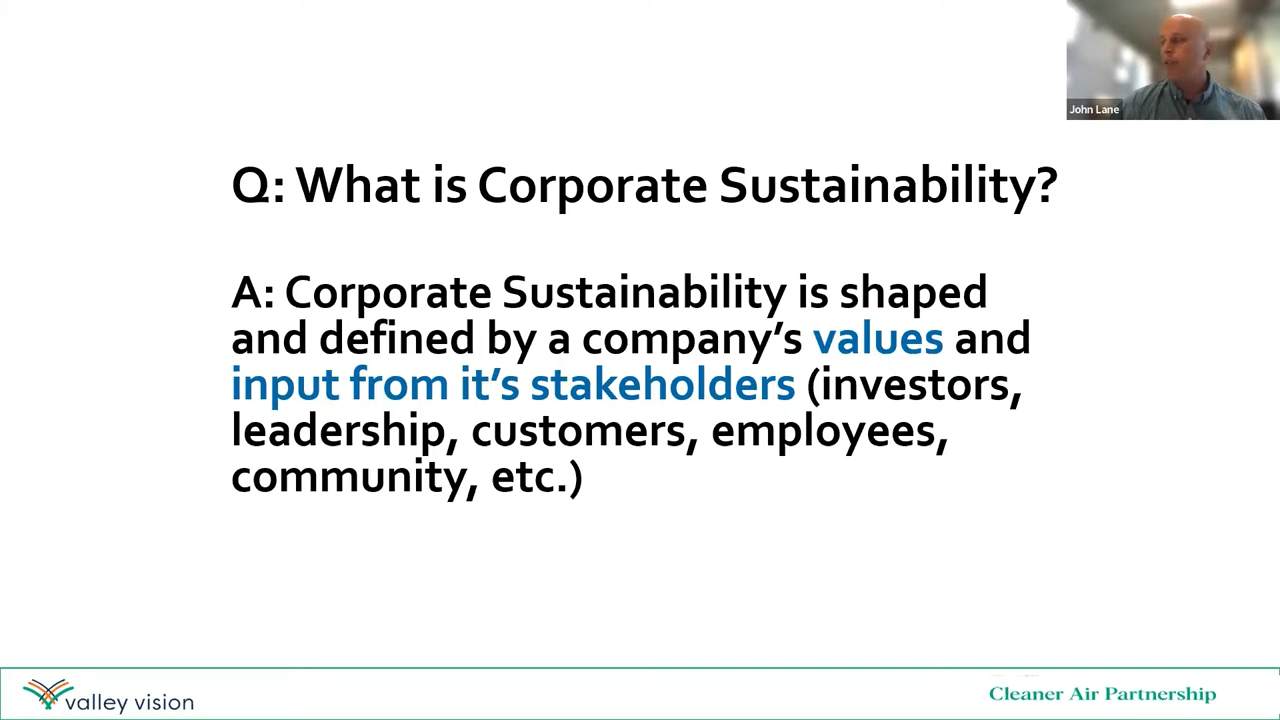 John Lane
Q: What is Corporate Sustainability?
A: Corporate Sustainability is shaped
and defined by a company’s values and
input from it’s stakeholders (investors,
leadership, customers, employees,
community, etc.)
valley vision
Cleaner Air Partnership